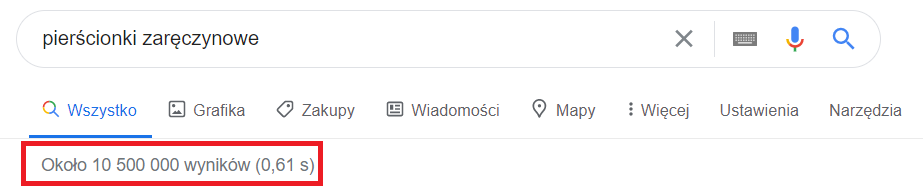 pierścionki zaręczynowe
Wszystko Grafika Zakupy Wiadomości Mapy Więcej Ustawienia Narzędzia
Około 10 500 000 wyników (0,61 s)